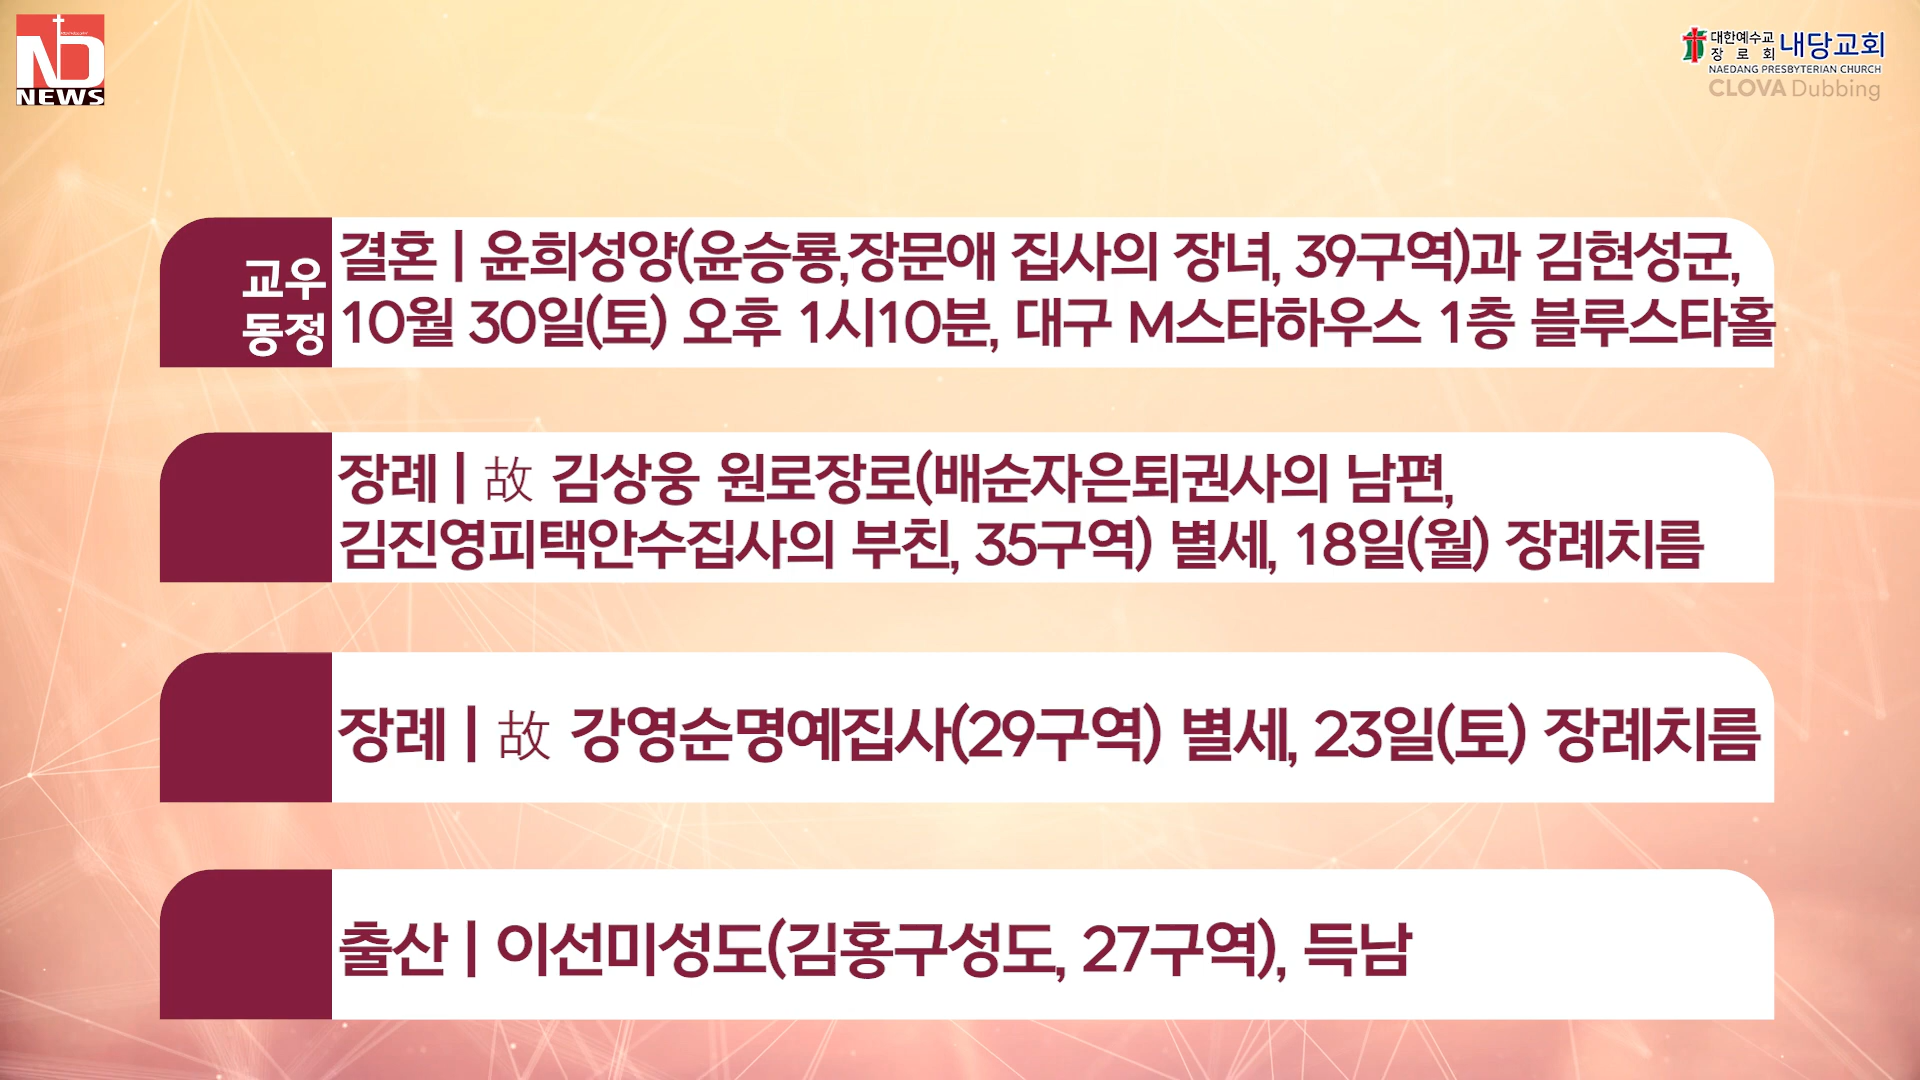 ND
NEWS
대한예수교
장로회
내당교회
NAEDANG PRESBYTERIAN CHURCH
CLOVA Dubbing
교우
동정
결혼 | 윤희성양(윤승룡,장문애 집사의 장녀, 39구역)과 김현성군,
10월 30일(토) 오후 1시10분, 대구 M스타하우스 1층 블루스타홀
장례 | 故 김상웅 원로장로(배순자은퇴권사의 남편,
김진영피택안수집사의 부친, 35구역) 별세, 18일(월) 장례치름
장례 | 故 강영순명예집사(29구역) 별세, 23일(토) 장례치름
출산 | 이선미성도(김홍구성도, 27구역), 득남